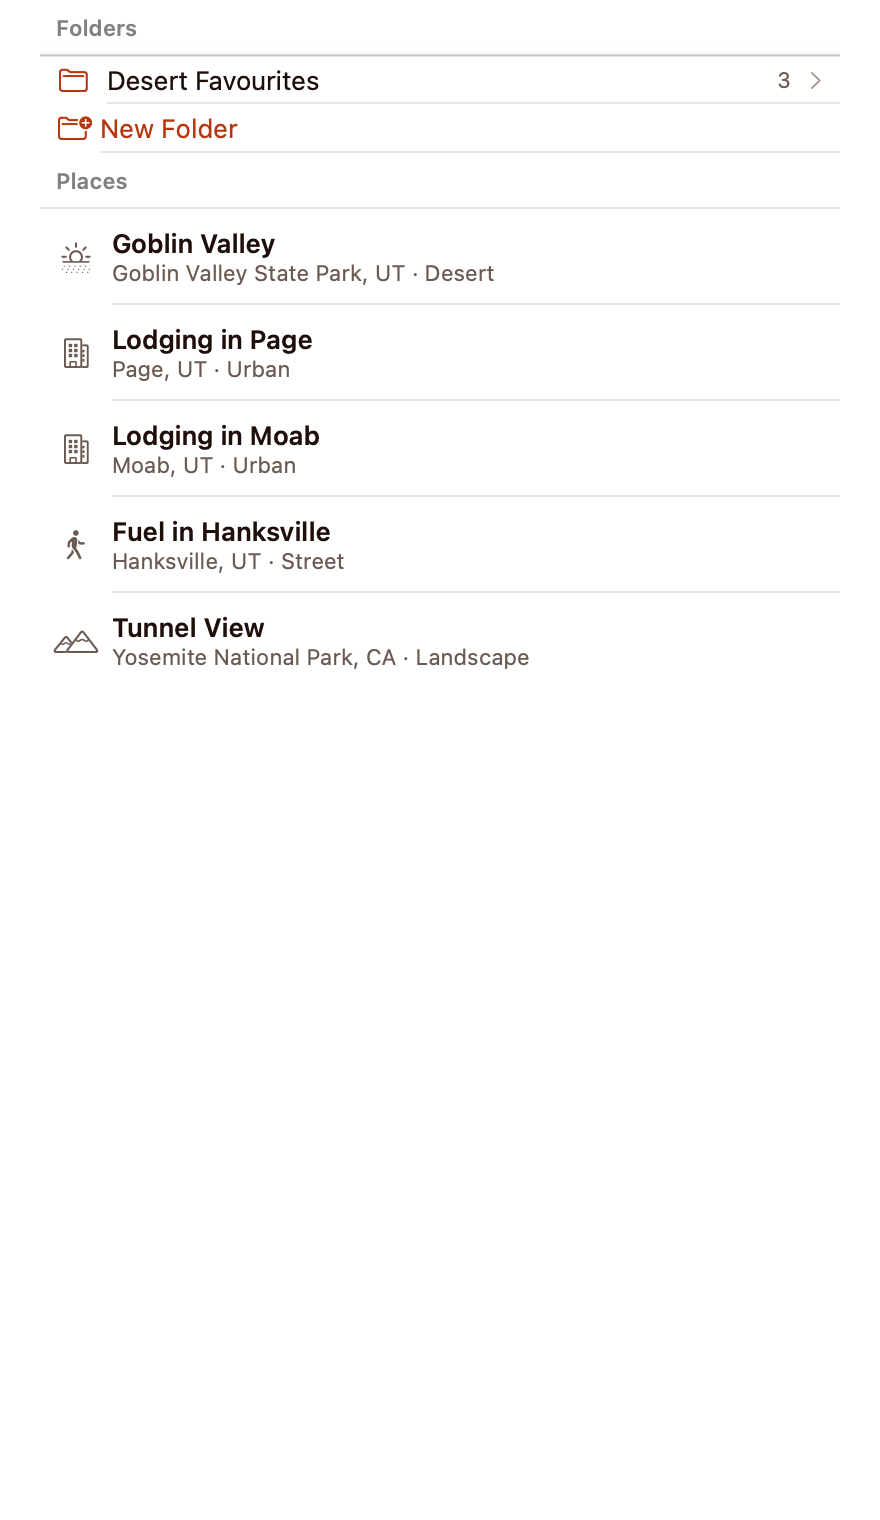 Folders
Desert Favourites 3
New Folder
Places
Goblin Valley
Goblin Valley State Park, UT · Desert
Lodging in Page
Page, UT · Urban
Lodging in Moab
Moab, UT · Urban
Fuel in Hanksville
Hanksville, UT · Street
Tunnel View
Yosemite National Park, CA · Landscape